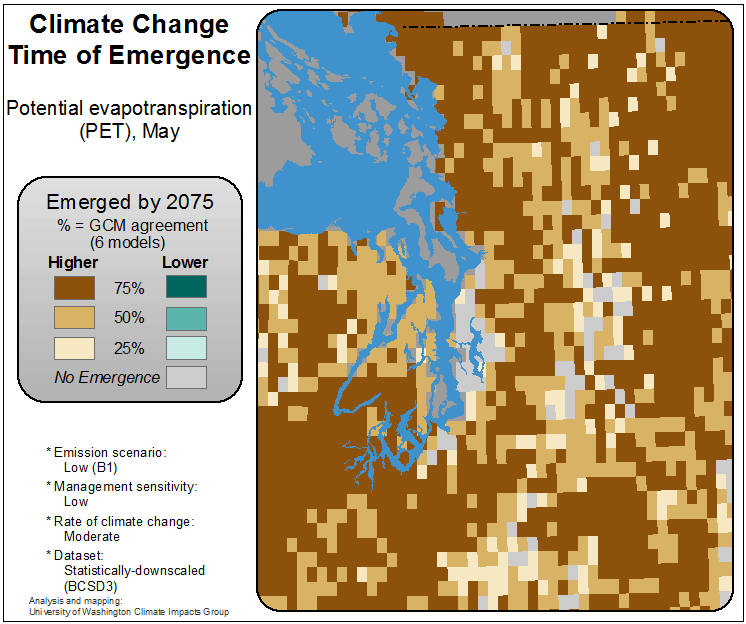 Climate Change
Time of Emergence
Potential evapotranspiration
(PET), May
Emerged by 2075
% = GCM agreement
(6 models)
Higher Lower
75%
50%
25%
No Emergence
* Emission scenario:
Low (B1)
* Management sensitivity:
Low
* Rate of climate change:
Moderate
* Dataset:
Statistically-downscaled
(BCSD3)
Analysis and mapping:
University of Washington Climate Impacts Group